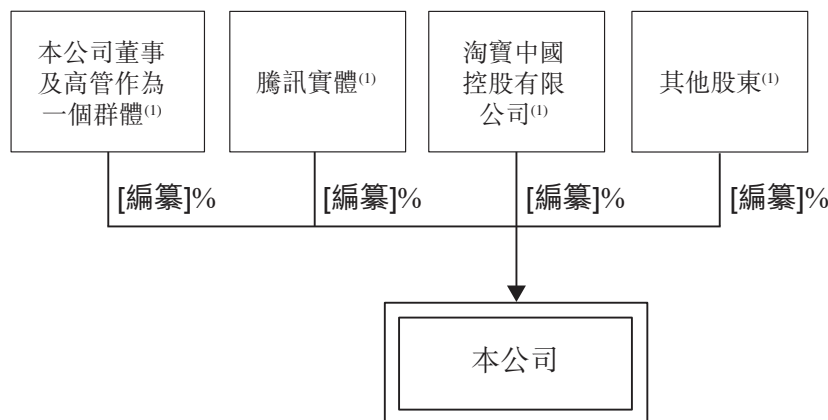 本公司董事
及高管作為
一個群體(1)
騰訊實體(1)
淘寶中國
控股有限
公司(1)
其他股東(1)
[編纂]%
[編纂]%
[編纂]%
[編纂]%
本公司